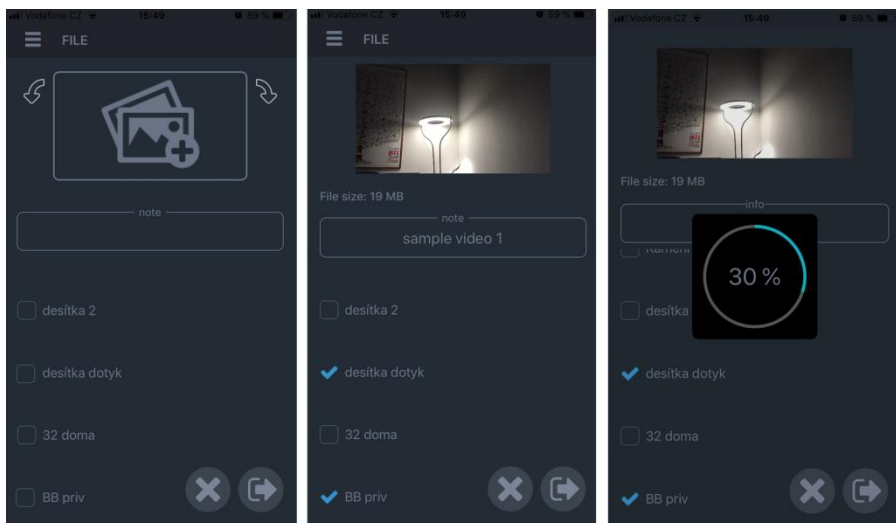 Vodafone CZ 15:49 59 %
FILE
note
desítka 2
desítka dotyk
32 doma
BB priv
Vodafone CZ 15:49 59 %
FILE
File size: 19 MB
note
sample video 1
desítka 2
desítka dotyk
32 doma
BB priv
Vodafone CZ 15:49 59 %
File size: 19 MB
info
30 %
desítka
desítka dotyk
32 doma
BB priv